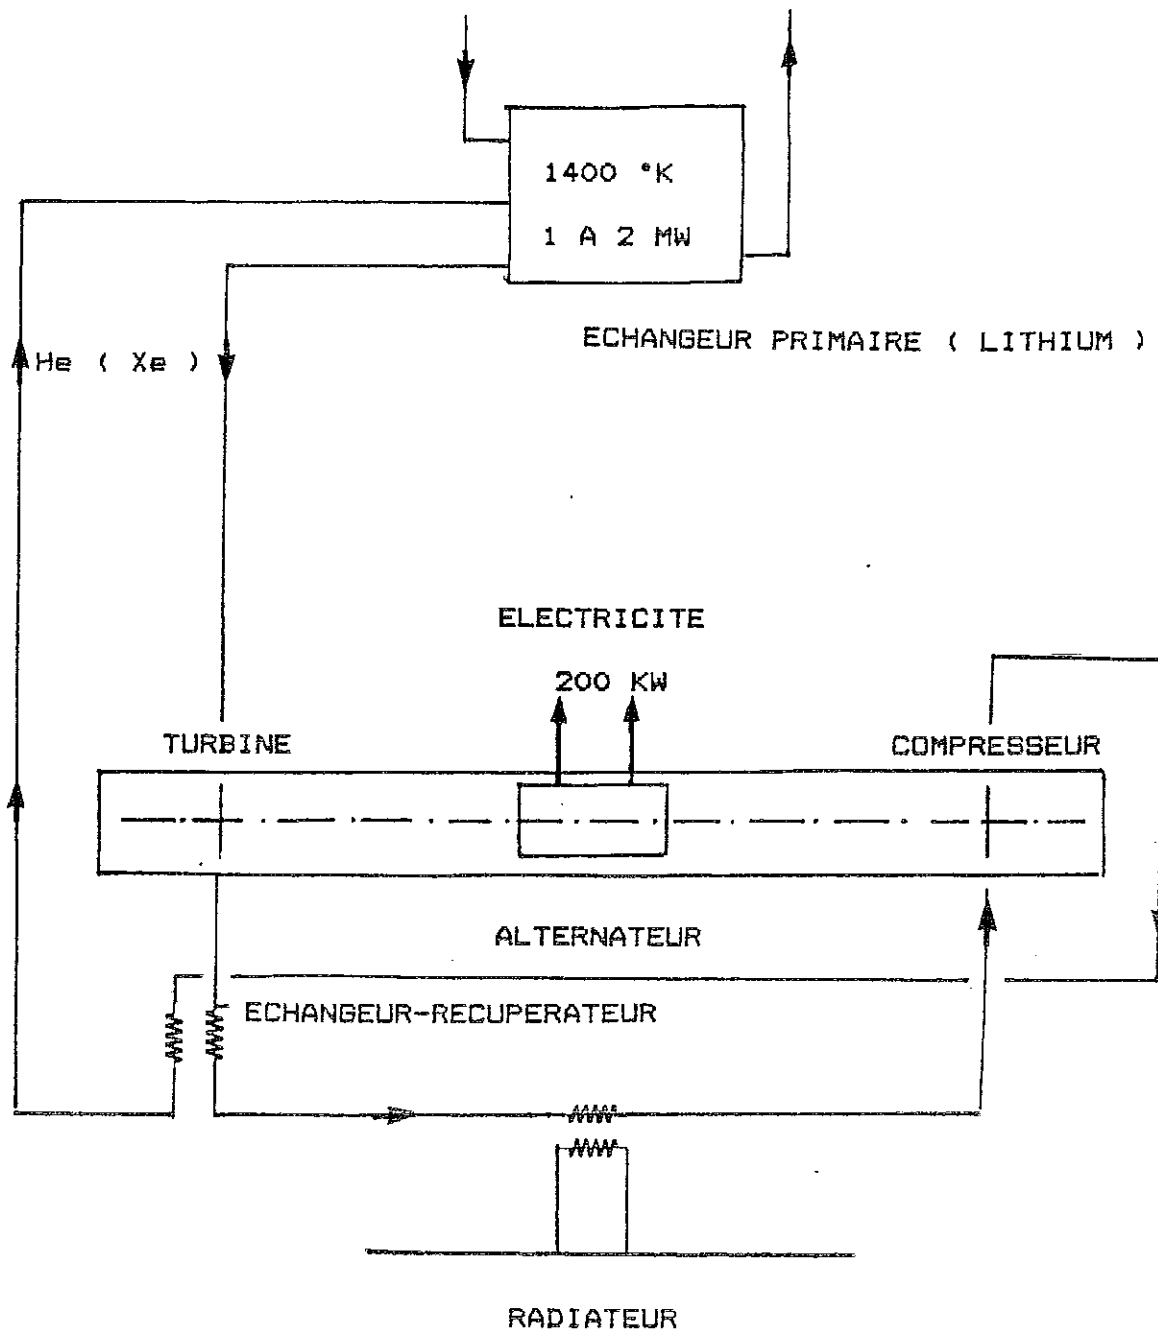 1400 °K
1 A 2 MW
ECHANGEUR PRIMAIRE ( LITHIUM )
He ( Xe )
ELECTRICITE
200 KW
TURBINE
COMPRESSEUR
ALTERNATEUR
ECHANGEUR-RECUPERATEUR
RADIATEUR